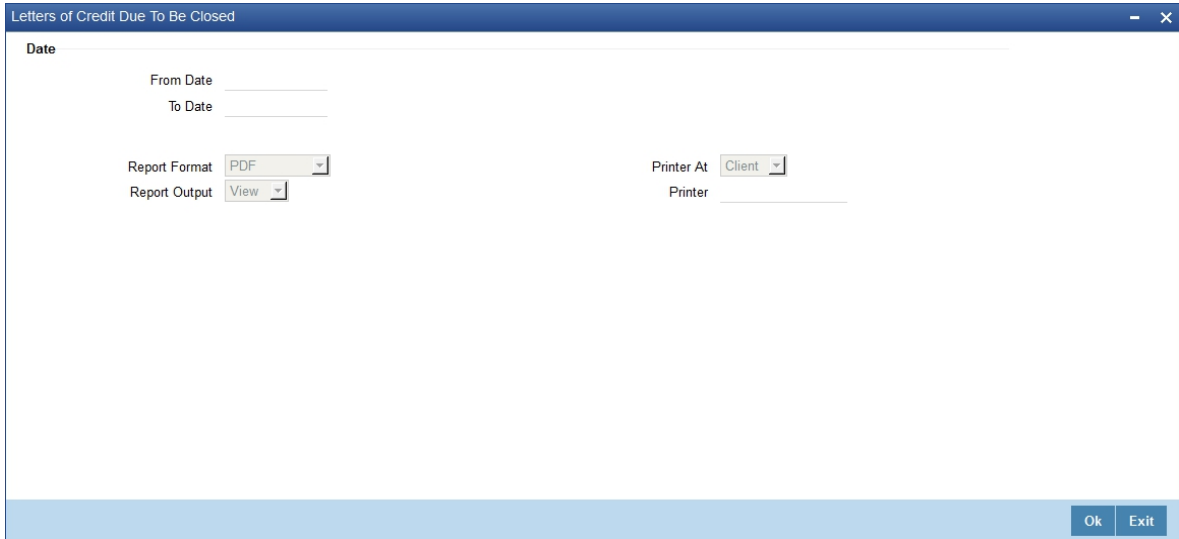 Letters of Credit Due To Be Closed
Date
From Date
To Date
Report Format PDF Printer At Client
Report Output View Printer
Ok Exit